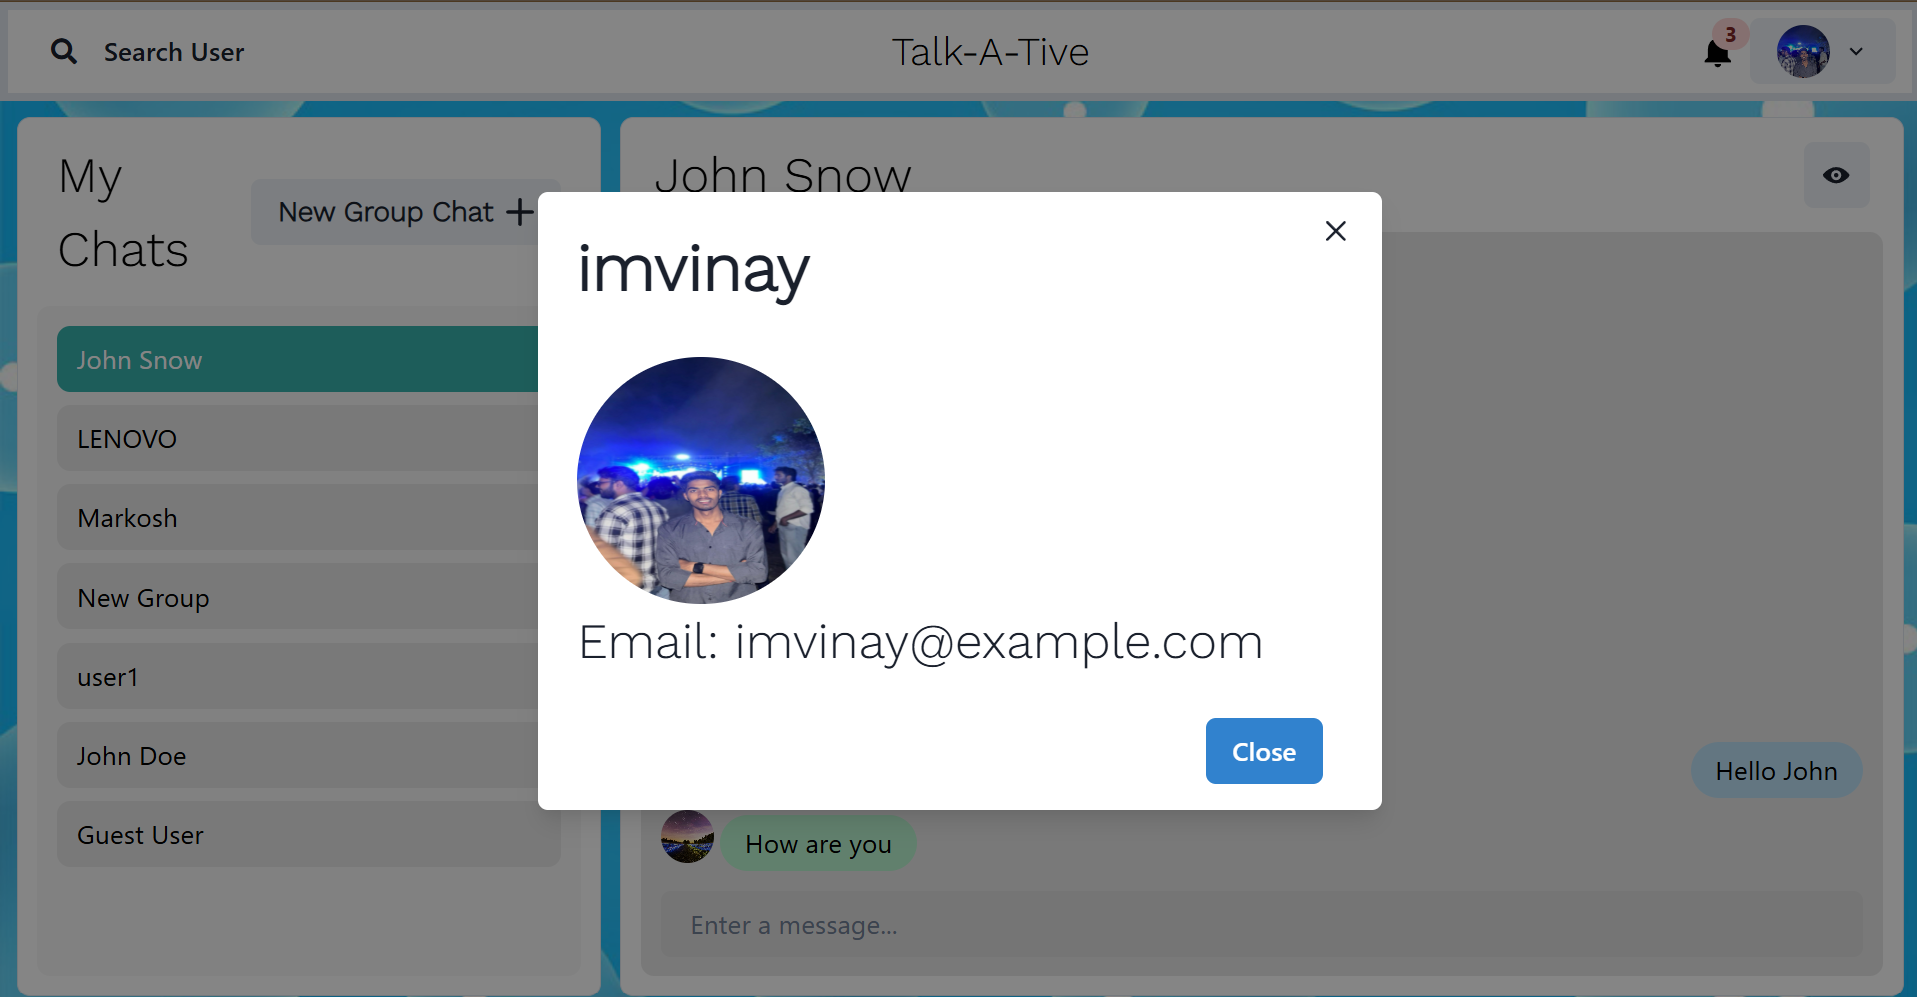 Search User
Talk-A-Tive
3
My
Chats
New Group Chat
John Snow
LENOVO
Markosh
New Group
user1
John Doe
Guest User
John Snow
imvinay
Email: imvinay@example.com
Close
Hello John
How are you
Enter a message...